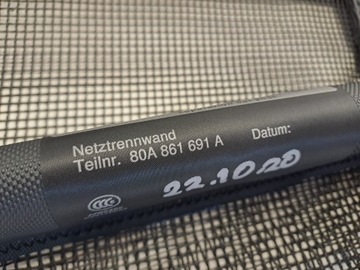 Netztrennwand
Teilnr. 80A 861 691 A Datum:
22.10.20